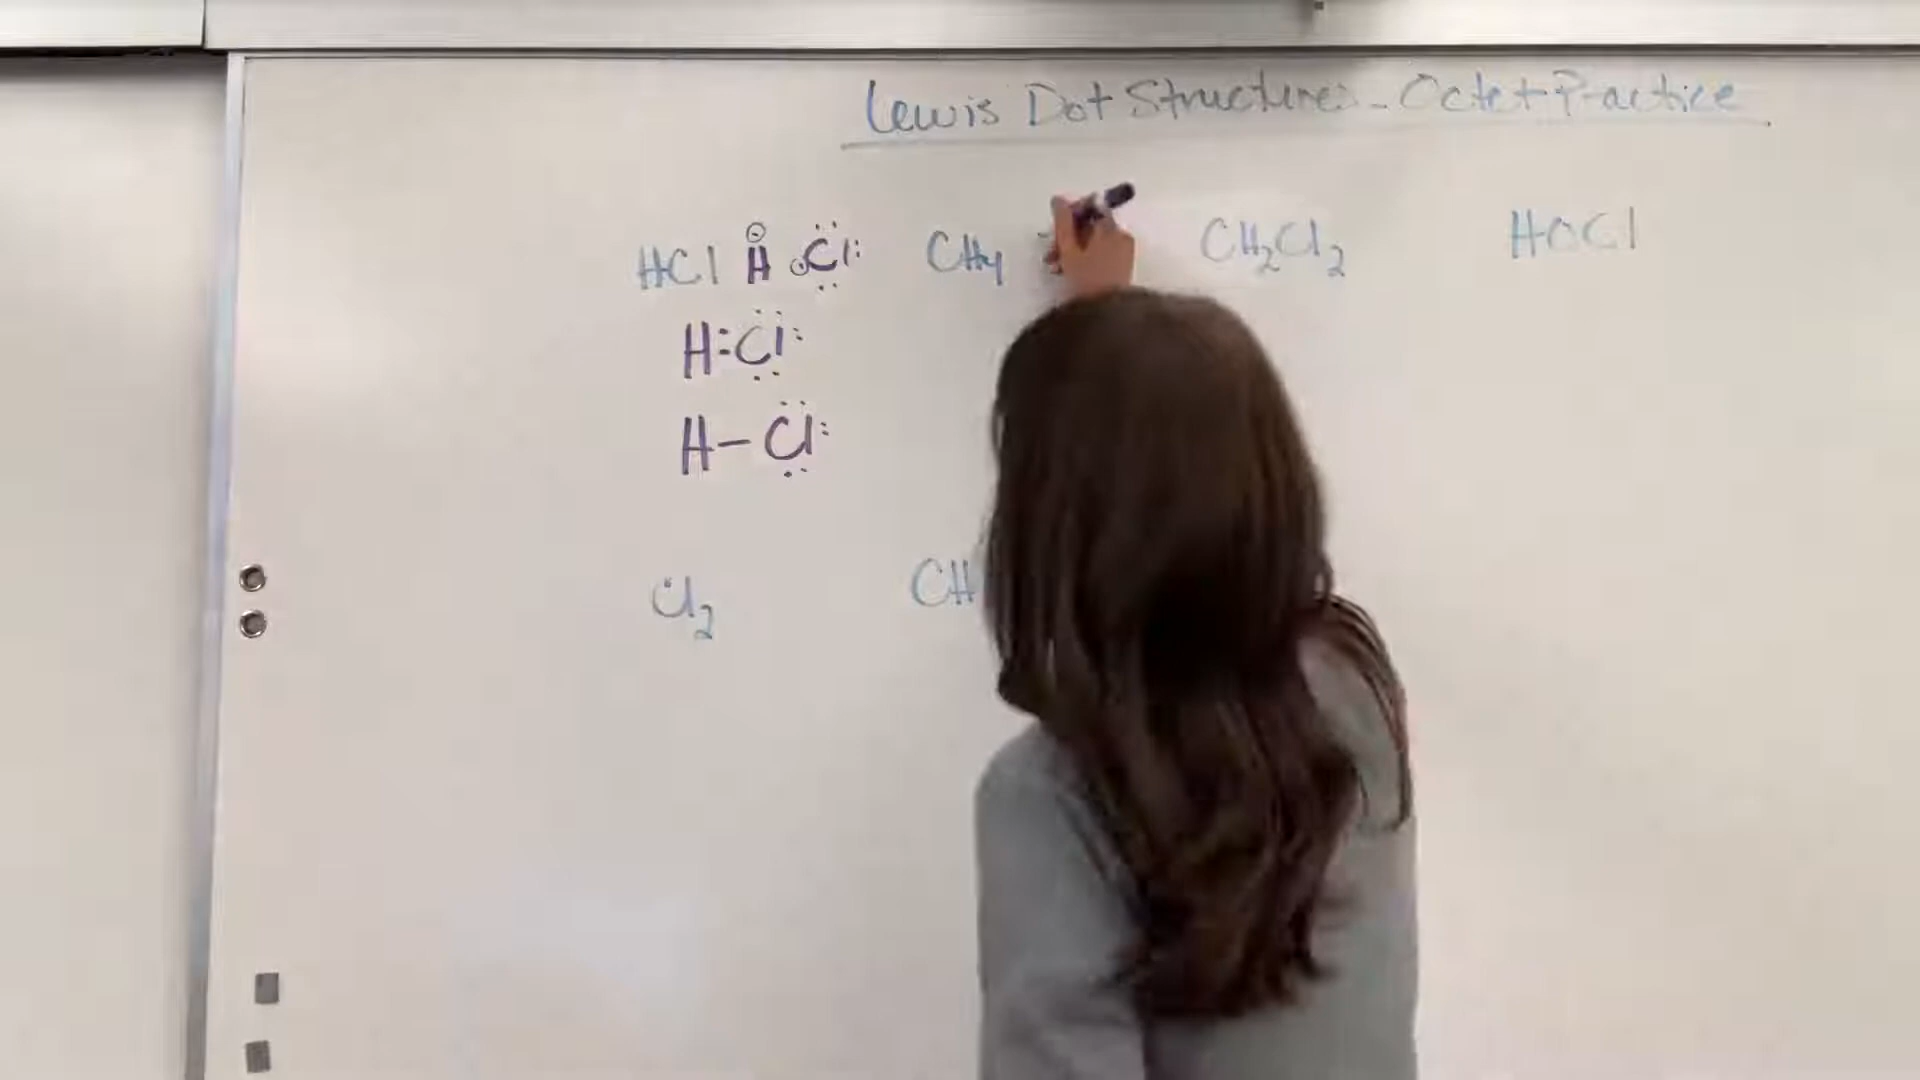 Lewis Dot Structures - Octet Practice
HCl H Cl CH4 CH2Cl2 HOCl
H:Cl
H–Cl
Cl2 CH